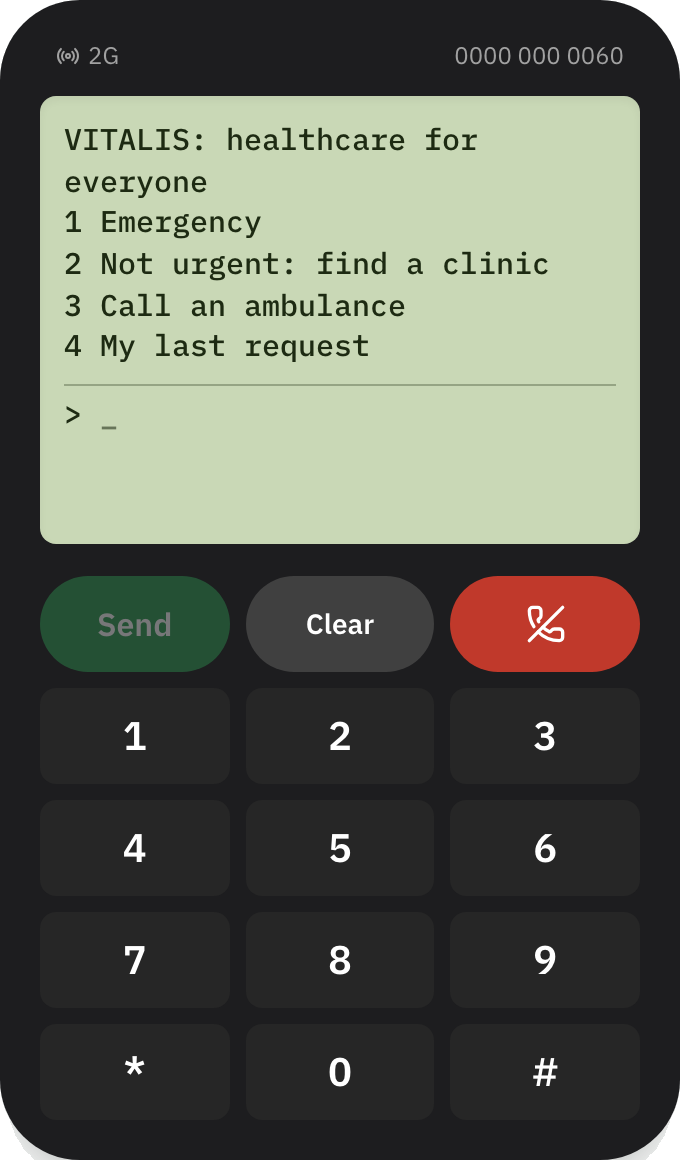 2G
0000 000 0060
VITALIS: healthcare for
everyone
1 Emergency
2 Not urgent: find a clinic
3 Call an ambulance
4 My last request
> _
Send
Clear
1
2
3
4
5
6
7
8
9
*
0
#